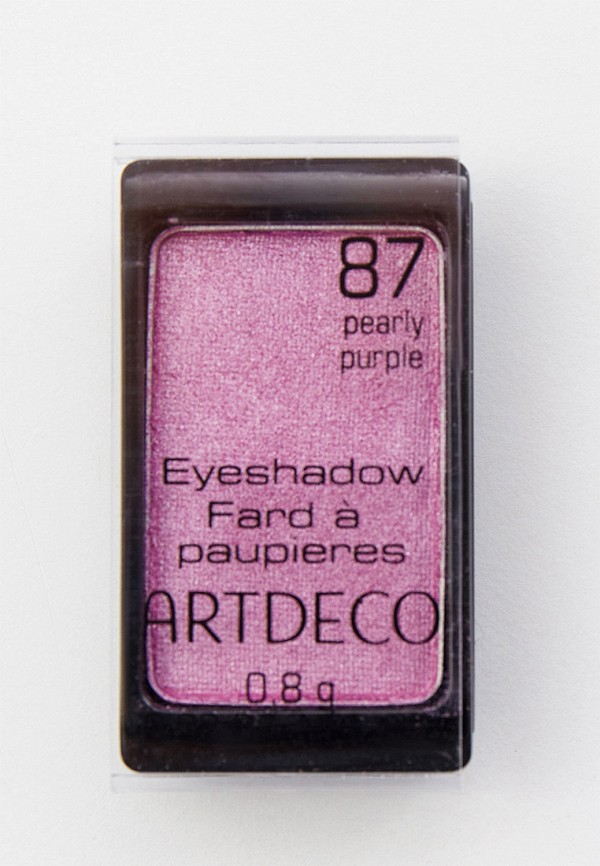 87
pearly
purple
Eyeshadow
Fard à
paupieres
ARTDECO
0,8 g